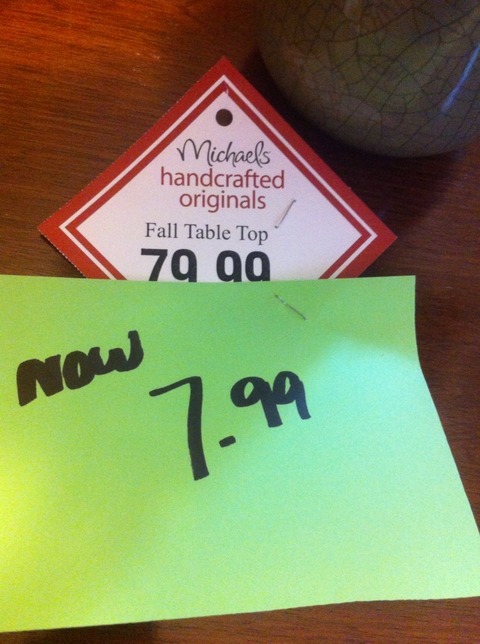 Michaels
handcrafted
originals
Fall Table Top
79.99
NOW
7.99